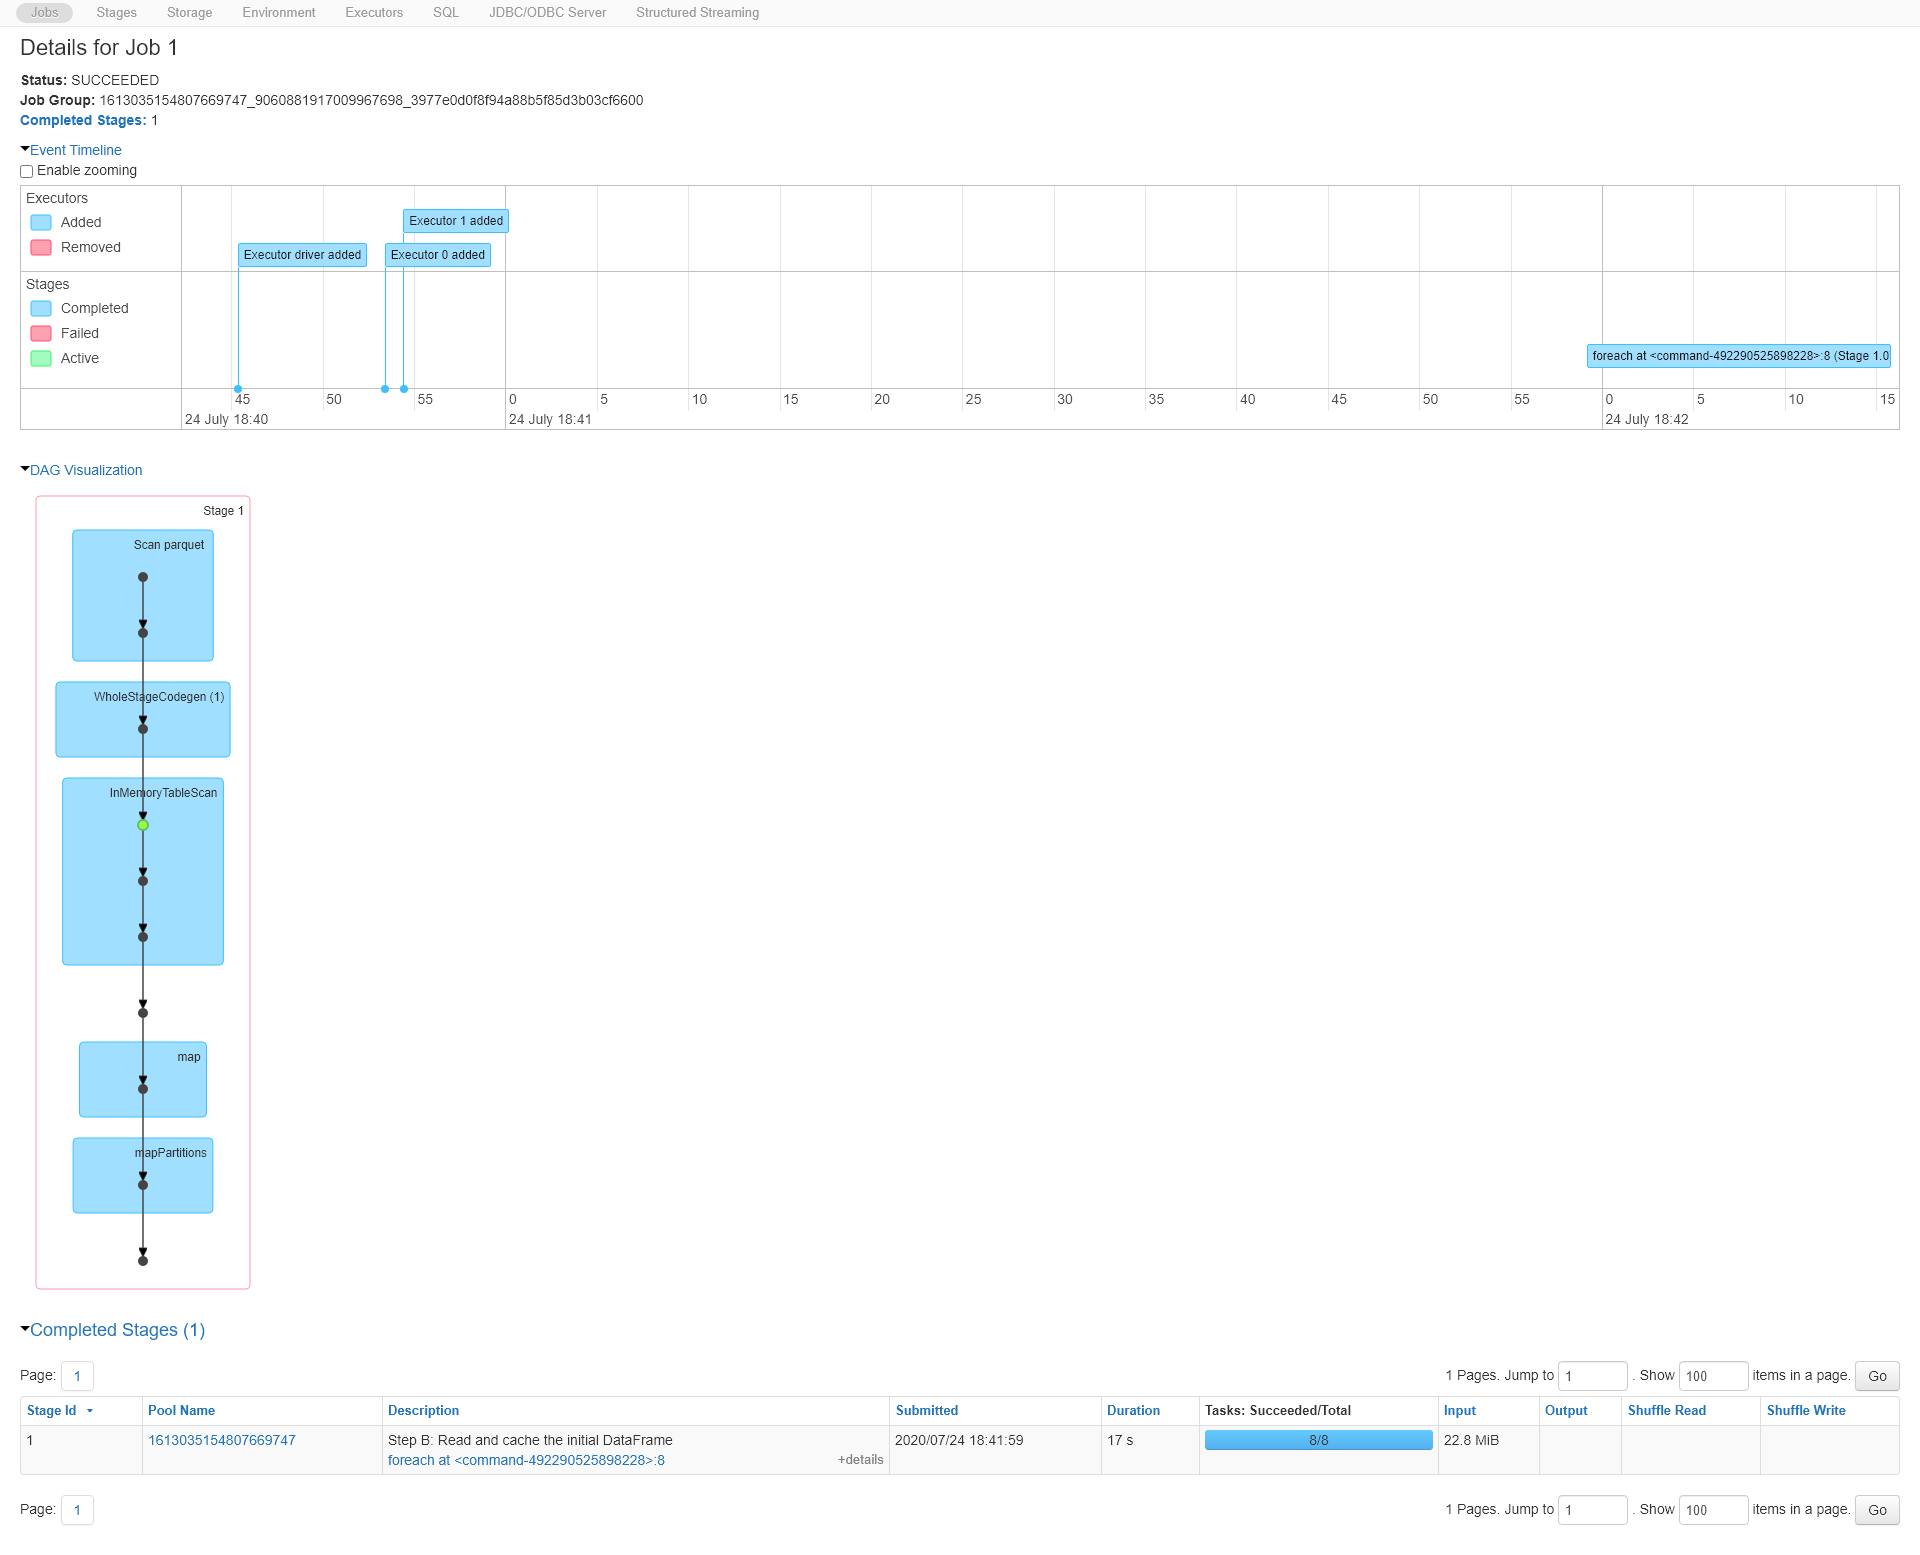 Jobs Stages Storage Environment Executors SQL JDBC/ODBC Server Structured Streaming
Details for Job 1
Status: SUCCEEDED
Job Group: 1613035154807669747_9060881917009967698_3977e0d0f8f94a88b5f85d3b03cf6600
Completed Stages: 1
Event Timeline
Enable zooming
Executors
Added
Removed
Executor 1 added
Executor driver added
Executor 0 added
Stages
Completed
Failed
Active
foreach at <command-492290525898228>:8 (Stage 1.0
45 50 55 0 5 10 15 20 25 30 35 40 45 50 55 0 5 10 15
24 July 18:40 24 July 18:41 24 July 18:42
DAG Visualization
Stage 1
Scan parquet
WholeStageCodegen (1)
InMemoryTableScan
map
mapPartitions
Completed Stages (1)
Page: 1 1 Pages. Jump to 1 . Show 100 items in a page. Go
Stage Id Pool Name Description Submitted Duration Tasks: Succeeded/Total Input Output Shuffle Read Shuffle Write
1 1613035154807669747 Step B: Read and cache the initial DataFrame 2020/07/24 18:41:59 17 s 8/8 22.8 MiB
foreach at <command-492290525898228>:8 +details
Page: 1 1 Pages. Jump to 1 . Show 100 items in a page. Go